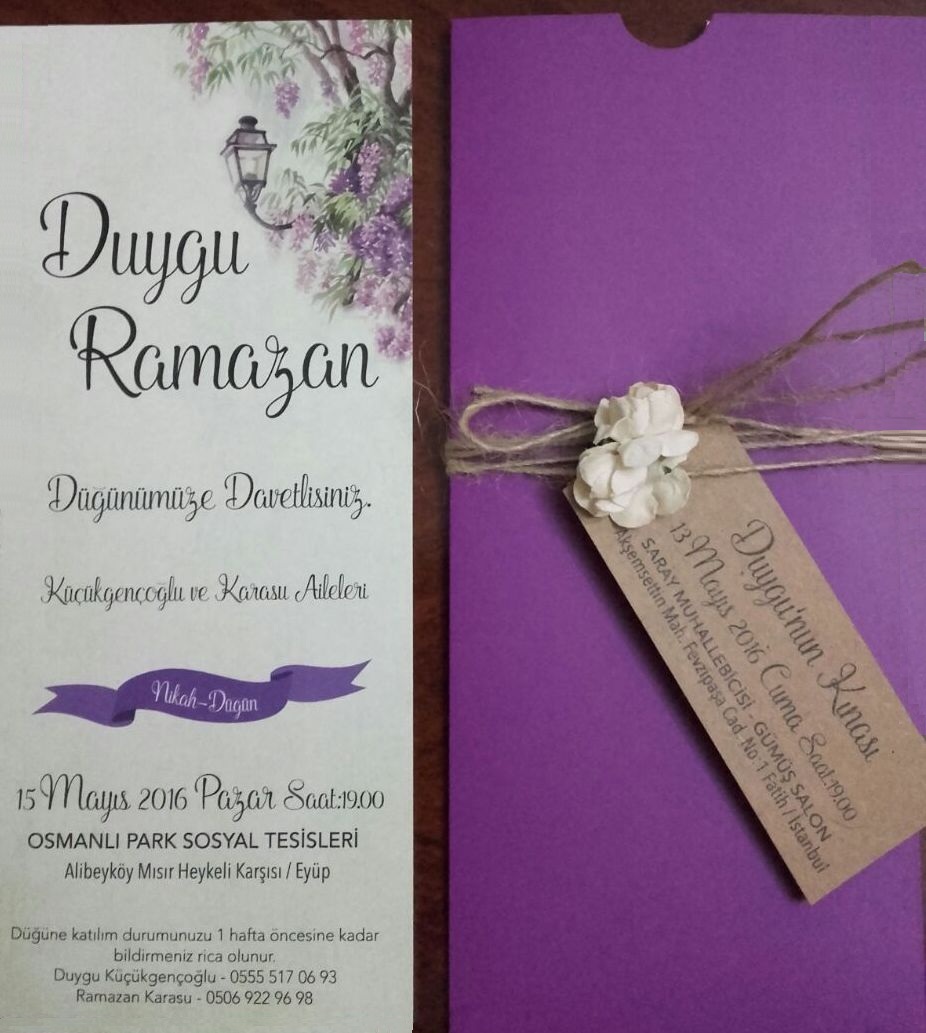 Duygu
Ramazan
Düğünümüze Davetlisiniz.
Küçükgençoğlu ve Karasu Aileleri
Nikah-Dügün
15 Mayıs 2016 Pazar Saat:19.00
OSMANLI PARK SOSYAL TESİSLERİ
Alibeyköy Mısır Heykeli Karşısı / Eyüp
Düğüne katılım durumunuzu 1 hafta öncesine kadar
bildirmeniz rica olunur.
Duygu Küçükgençoğlu - 0555 517 06 93
Ramazan Karasu - 0506 922 96 98
Duygu'nun Kınası
13 Mayıs 2016 Cuma Saat:19.00
SARAY MUHALLEBİCİSİ - GÜMÜŞ SALON
Akşemsettin Mah. Fevzipaşa Cad. No:1 Fatih / İstanbul